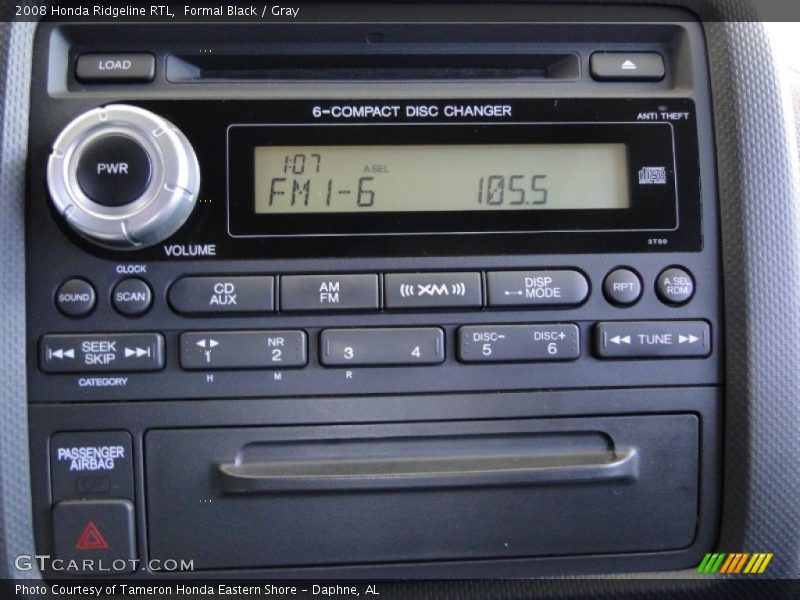 2008 Honda Ridgeline RTL,  Formal Black / Gray
LOAD
6-COMPACT DISC CHANGER
ANTI THEFT
PWR
1:07
A.SEL
FM1-6 105.5
disc
VOLUME
3TS0
CLOCK
SOUND SCAN CD AUX AM FM XM DISP MODE RPT A.SEL RDM
SEEK SKIP 1 NR 2 3 4 DISC- 5 DISC+ 6 TUNE
CATEGORY H M R
PASSENGER AIRBAG
GTCARLOT.COM
Photo Courtesy of Tameron Honda Eastern Shore - Daphne, AL